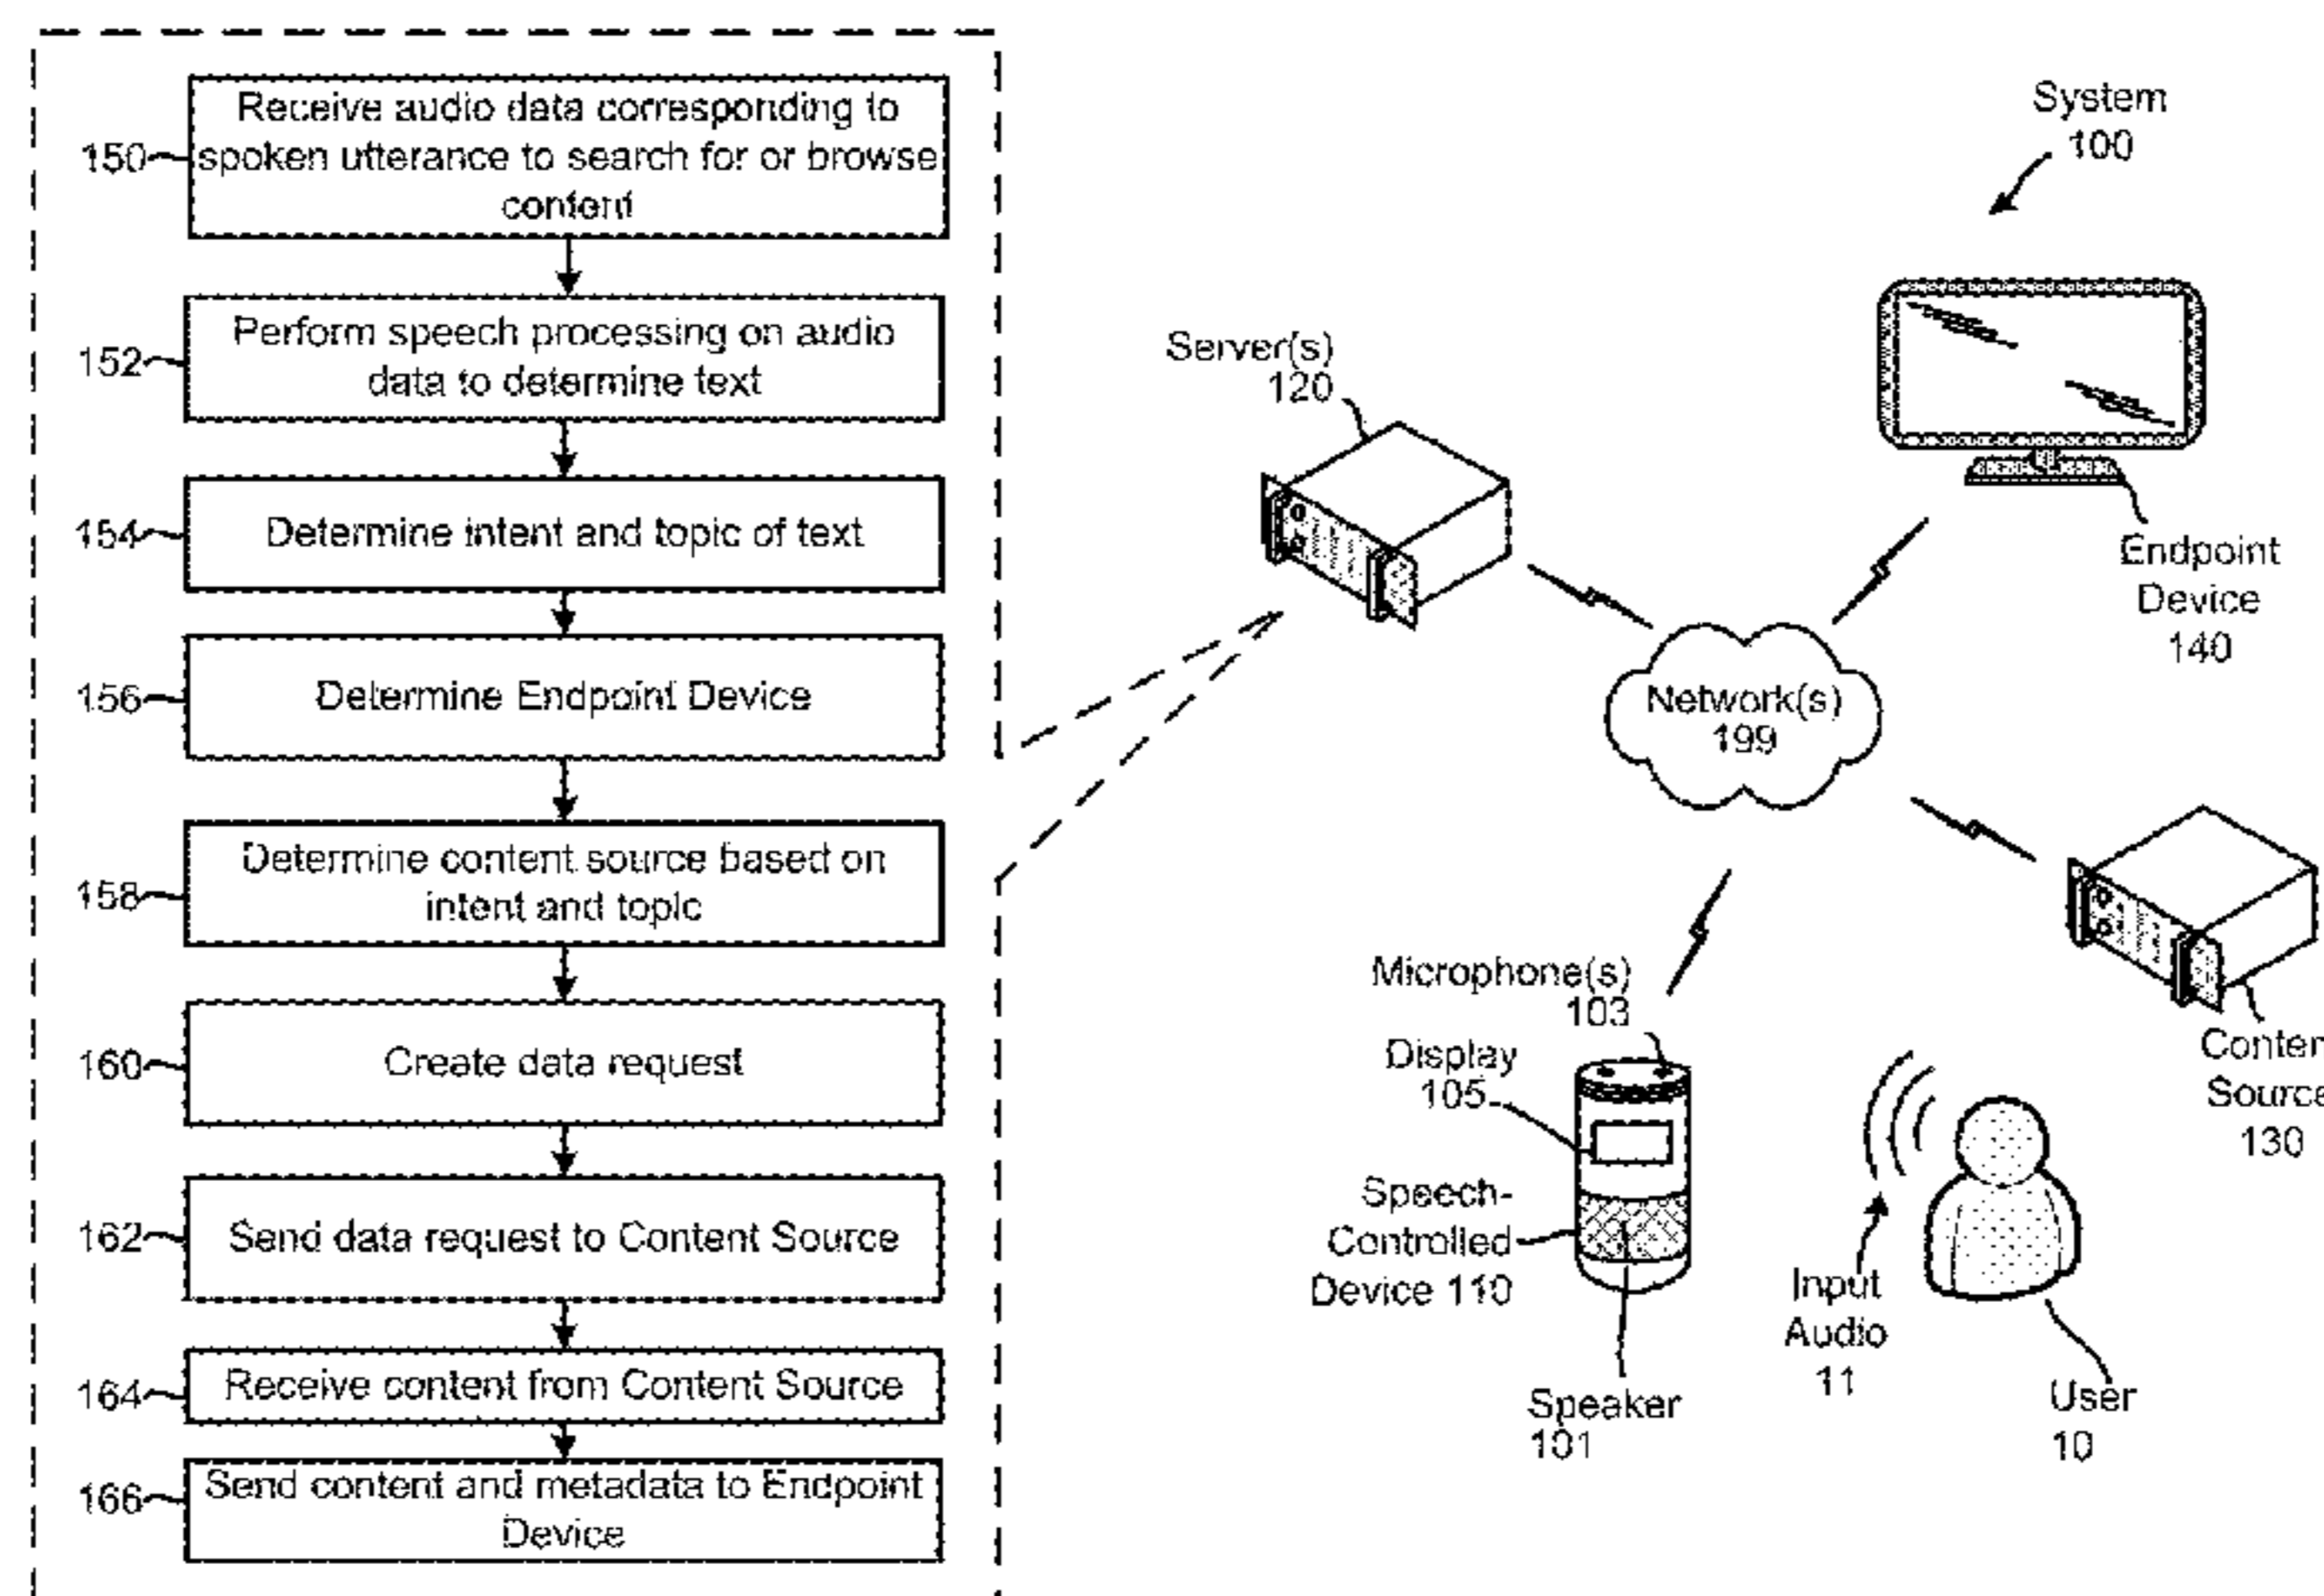 150
Receive audio data corresponding to
spoken utterance to search for or browse
content
152
Perform speech processing on audio
data to determine text
154
Determine intent and topic of text
156
Determine Endpoint Device
158
Determine content source based on
intent and topic
160
Create data request
162
Send data request to Content Source
164
Receive content from Content Source
166
Send content and metadata to Endpoint
Device
System
100
Server(s)
120
Endpoint
Device
140
Network(s)
199
Microphone(s)
103
Display
105
Speech-
Controlled
Device 110
Speaker
101
Input
Audio
11
User
10
Conten
Source
130